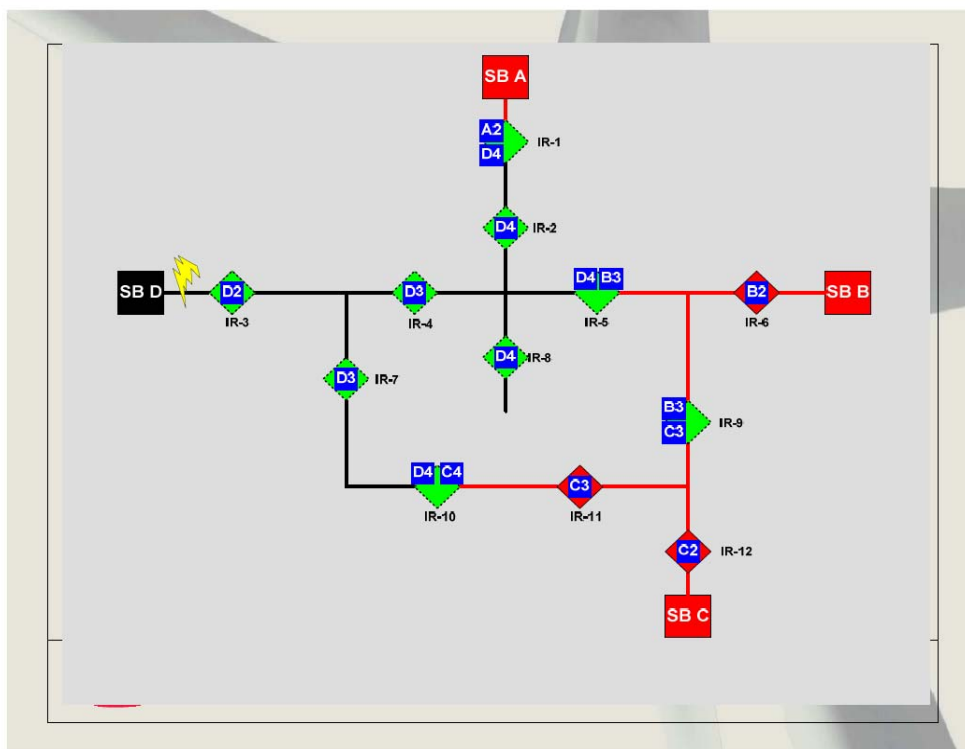 SB A
A2
D4
IR-1
D4
IR-2
SB D
D2
IR-3
D3
IR-4
D4 B3
IR-5
B2
IR-6
SB B
D4
IR-8
D3
IR-7
B3
C3
IR-9
D4 C4
IR-10
C3
IR-11
C2
IR-12
SB C